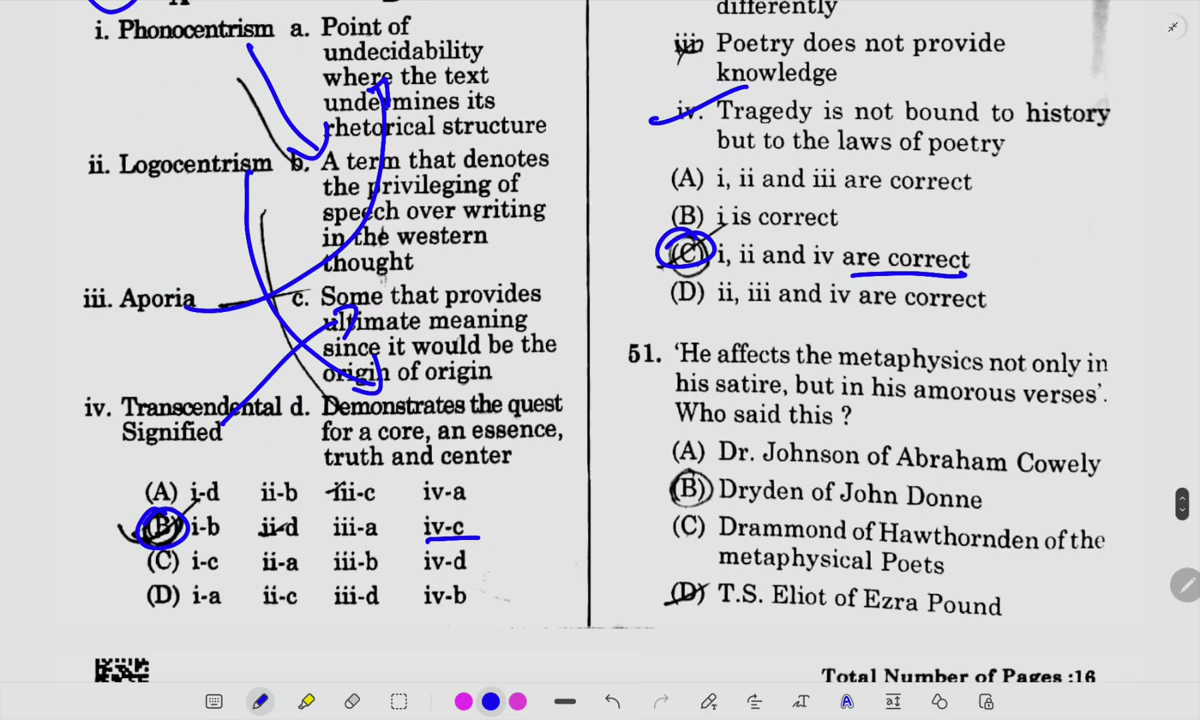 i. Phonocentrism a. Point of
undecidability
where the text
undermines its
rhetorical structure
ii. Logocentrism b. A term that denotes
the privileging of
speech over writing
in the western
thought
iii. Aporia c. Some that provides
ultimate meaning
since it would be the
origin of origin
iv. Transcendental d. Demonstrates the quest
Signified for a core, an essence,
truth and center
(A) i-d ii-b iii-c iv-a
(B) i-b ii-d iii-a iv-c
(C) i-c ii-a iii-b iv-d
(D) i-a ii-c iii-d iv-b
differently
iii. Poetry does not provide
knowledge
iv. Tragedy is not bound to history
but to the laws of poetry
(A) i, ii and iii are correct
(B) i is correct
(C) i, ii and iv are correct
(D) ii, iii and iv are correct
51. 'He affects the metaphysics not only in
his satire, but in his amorous verses'.
Who said this ?
(A) Dr. Johnson of Abraham Cowely
(B) Dryden of John Donne
(C) Drammond of Hawthornden of the
metaphysical Poets
(D) T.S. Eliot of Ezra Pound
Total Number of Pages :16